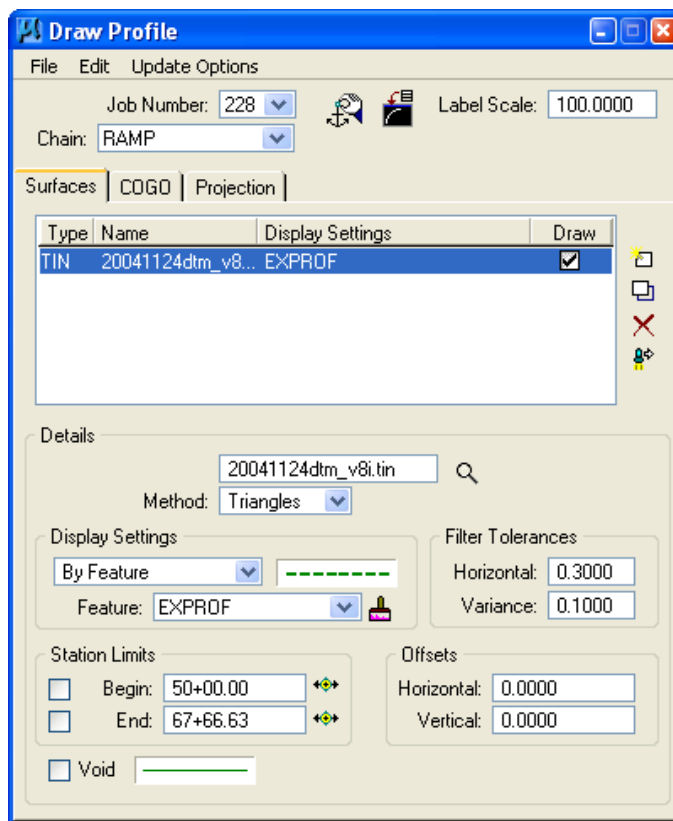 Draw Profile
File Edit Update Options
Job Number: 228 Label Scale: 100.0000
Chain: RAMP
Surfaces COGO Projection
Type Name Display Settings Draw
TIN 20041124dtm_v8... EXPROF
Details
20041124dtm_v8i.tin
Method: Triangles
Display Settings Filter Tolerances
By Feature Horizontal: 0.3000
Feature: EXPROF Variance: 0.1000
Station Limits Offsets
Begin: 50+00.00 Horizontal: 0.0000
End: 67+66.63 Vertical: 0.0000
Void